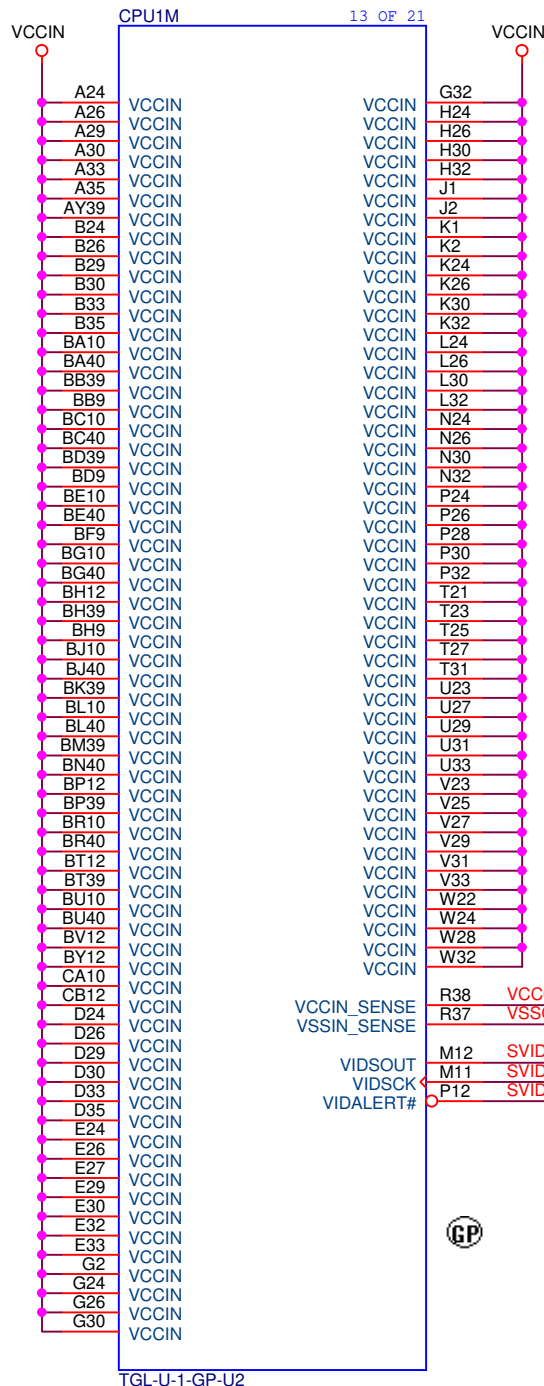 CPU1M 13 OF 21
VCCIN VCCIN
A24 VCCIN VCCIN G32
A26 VCCIN VCCIN H24
A29 VCCIN VCCIN H26
A30 VCCIN VCCIN H30
A33 VCCIN VCCIN H32
A35 VCCIN VCCIN J1
AY39 VCCIN VCCIN J2
B24 VCCIN VCCIN K1
B26 VCCIN VCCIN K2
B29 VCCIN VCCIN K24
B30 VCCIN VCCIN K26
B33 VCCIN VCCIN K30
B35 VCCIN VCCIN K32
BA10 VCCIN VCCIN L24
BA40 VCCIN VCCIN L26
BB39 VCCIN VCCIN L30
BB9 VCCIN VCCIN L32
BC10 VCCIN VCCIN N24
BC40 VCCIN VCCIN N26
BD39 VCCIN VCCIN N30
BD9 VCCIN VCCIN N32
BE10 VCCIN VCCIN P24
BE40 VCCIN VCCIN P26
BF9 VCCIN VCCIN P28
BG10 VCCIN VCCIN P30
BG40 VCCIN VCCIN P32
BH12 VCCIN VCCIN T21
BH39 VCCIN VCCIN T23
BH9 VCCIN VCCIN T25
BJ10 VCCIN VCCIN T27
BJ40 VCCIN VCCIN T31
BK39 VCCIN VCCIN U23
BL10 VCCIN VCCIN U27
BL40 VCCIN VCCIN U29
BM39 VCCIN VCCIN U31
BN40 VCCIN VCCIN U33
BP12 VCCIN VCCIN V23
BP39 VCCIN VCCIN V25
BR10 VCCIN VCCIN V27
BR40 VCCIN VCCIN V29
BT12 VCCIN VCCIN V31
BT39 VCCIN VCCIN V33
BU10 VCCIN VCCIN W22
BU40 VCCIN VCCIN W24
BV12 VCCIN VCCIN W28
BY12 VCCIN VCCIN W32
CA10 VCCIN
CB12 VCCIN VCCIN_SENSE R38
D24 VCCIN VSSIN_SENSE R37
D26 VCCIN
D29 VCCIN VIDSOUT M12 SVID
D30 VCCIN VIDSCK M11 SVID
D33 VCCIN VIDALERT# P12 SVID
D35 VCCIN
E24 VCCIN
E26 VCCIN
E27 VCCIN
E29 VCCIN
E30 VCCIN
E32 VCCIN
E33 VCCIN
G2 VCCIN
G24 VCCIN
G26 VCCIN
G30 VCCIN
GP
TGL-U-1-GP-U2